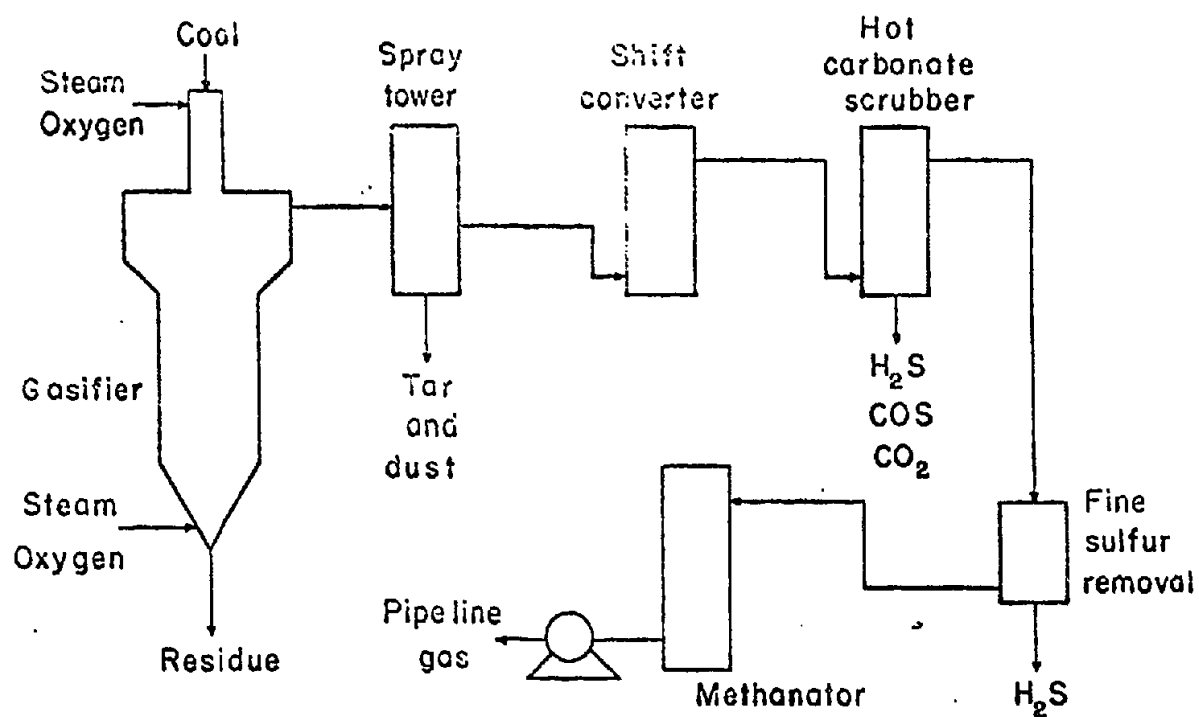 Coal
Steam
Oxygen
Spray
tower
Shift
converter
Hot
carbonate
scrubber
Gasifier
Tar
and
dust
H₂S
COS
CO₂
Steam
Oxygen
Residue
Pipe line
gas
Methanator
Fine
sulfur
removal
H₂S